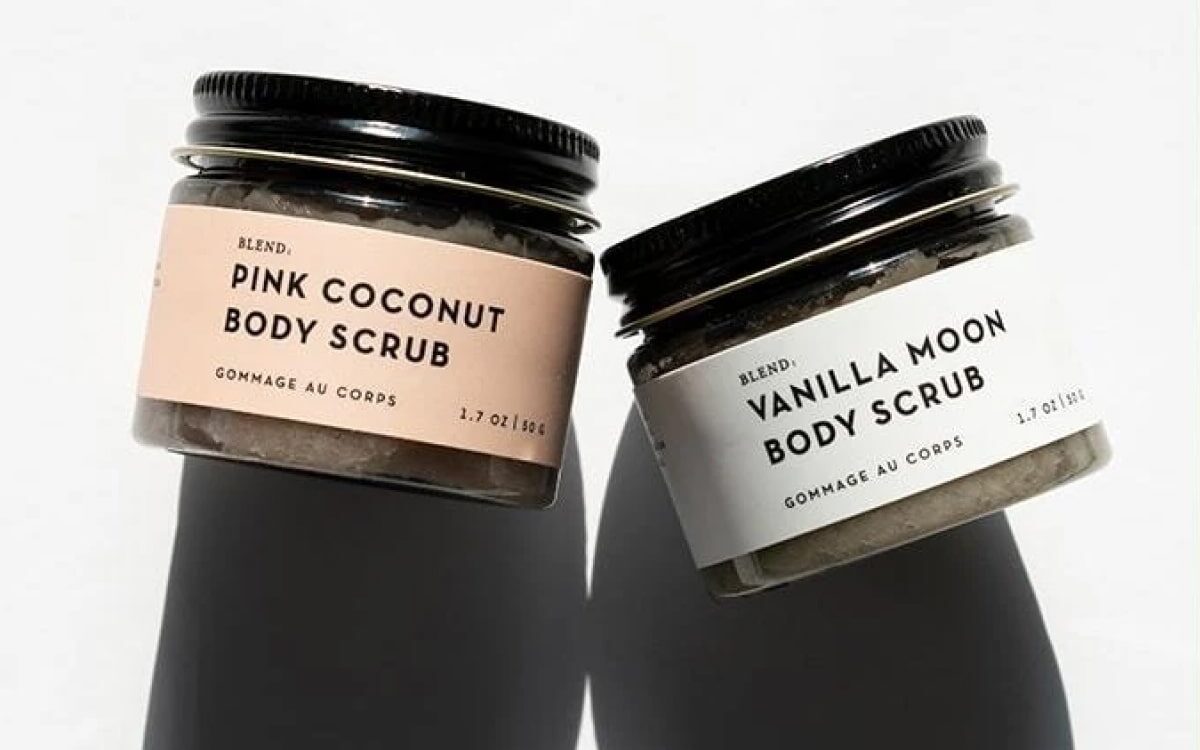 BLEND:
PINK COCONUT
BODY SCRUB
GOMMAGE AU CORPS
1.7 OZ | 50 G
BLEND:
VANILLA MOON
BODY SCRUB
GOMMAGE AU CORPS
1.7 OZ | 50 G